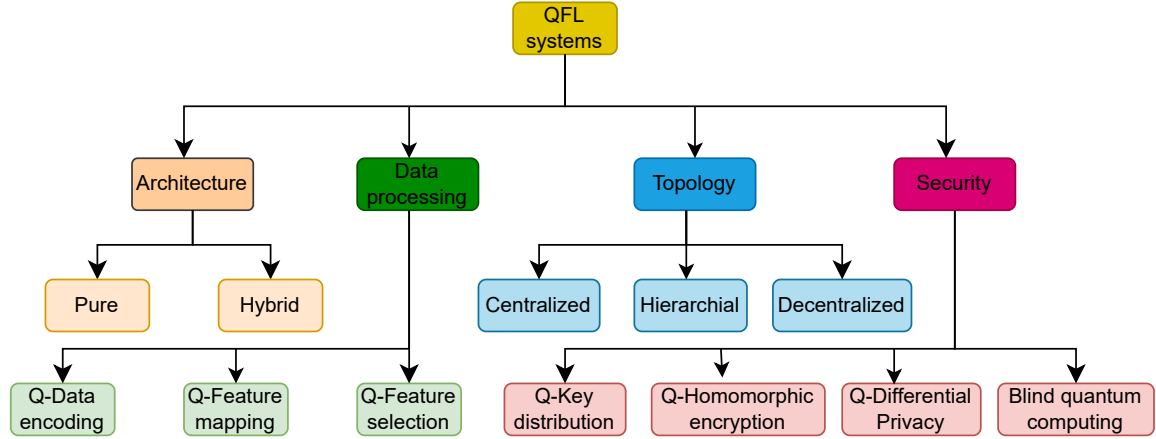 QFL
systems
Architecture
Data
processing
Topology
Security
Pure
Hybrid
Centralized
Hierarchial
Decentralized
Q-Data
encoding
Q-Feature
mapping
Q-Feature
selection
Q-Key
distribution
Q-Homomorphic
encryption
Q-Differential
Privacy
Blind quantum
computing